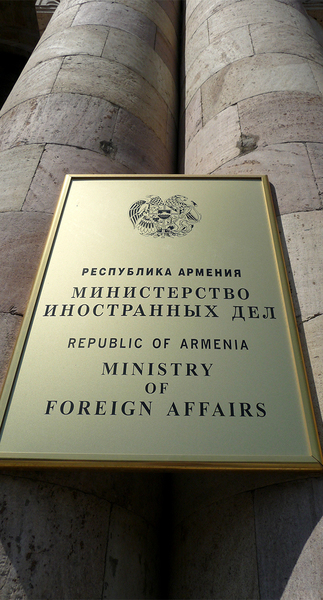 РЕСПУБЛИКА АРМЕНИЯ
МИНИСТЕРСТВО
ИНОСТРАННЫХ ДЕЛ
REPUBLIC OF ARMENIA
MINISTRY
OF
FOREIGN AFFAIRS